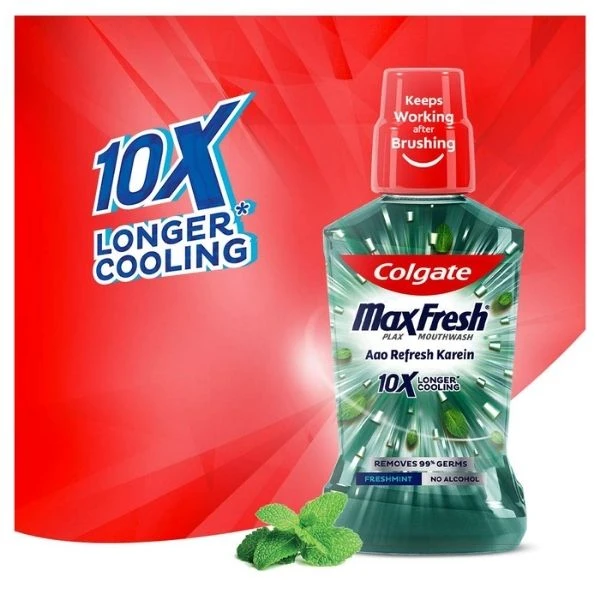 10X
LONGER*
COOLING
Keeps
Working
after
Brushing
Colgate
MaxFresh®
PLAX MOUTHWASH
Aao Refresh Karein
10X LONGER*
COOLING
REMOVES 99% GERMS
FRESHMINT NO ALCOHOL